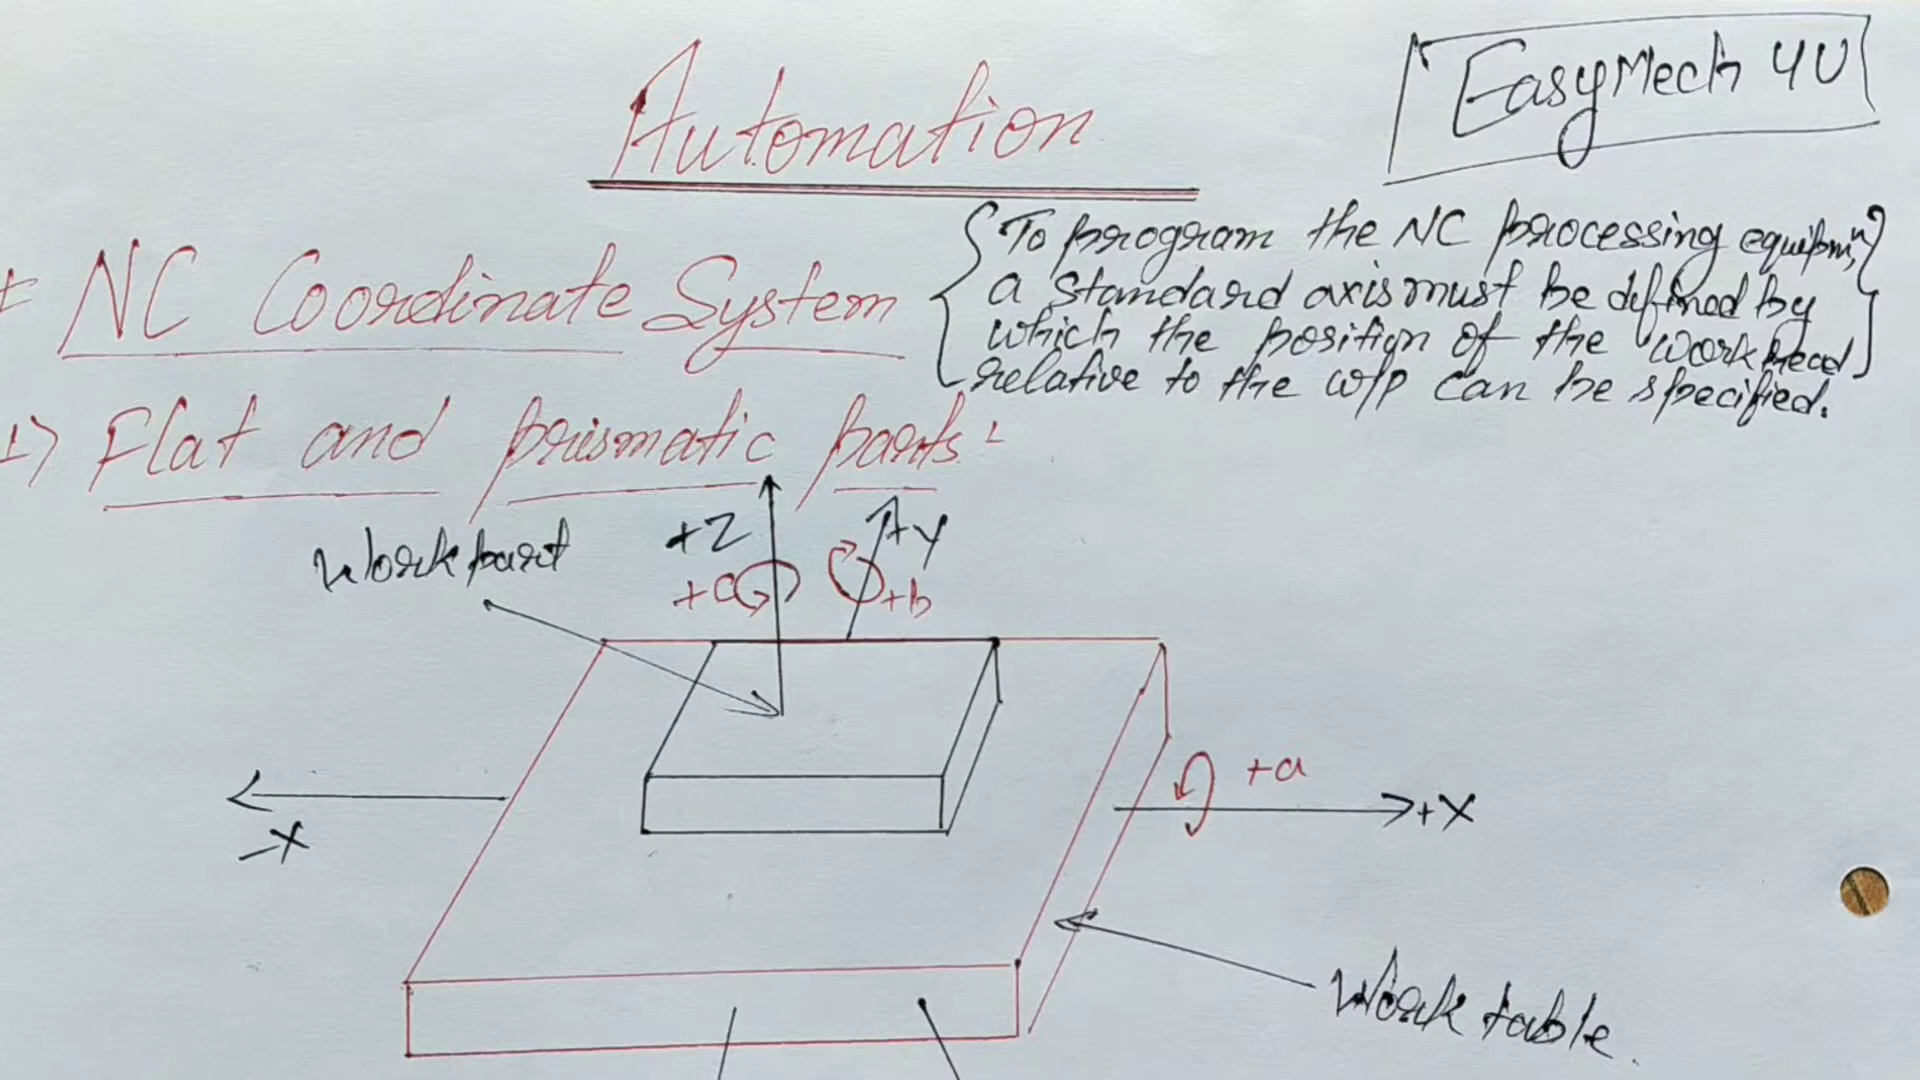 Automation
EasyMech 4U
* NC Coordinate System
{To program the NC processing equipm,n}
a standard axis must be defined by
which the position of the workhead
relative to the w/p can be specified.
1) Flat and prismatic parts:
Workpart
+Z
+Y
+c
+b
+a
-X
+X
Work table.